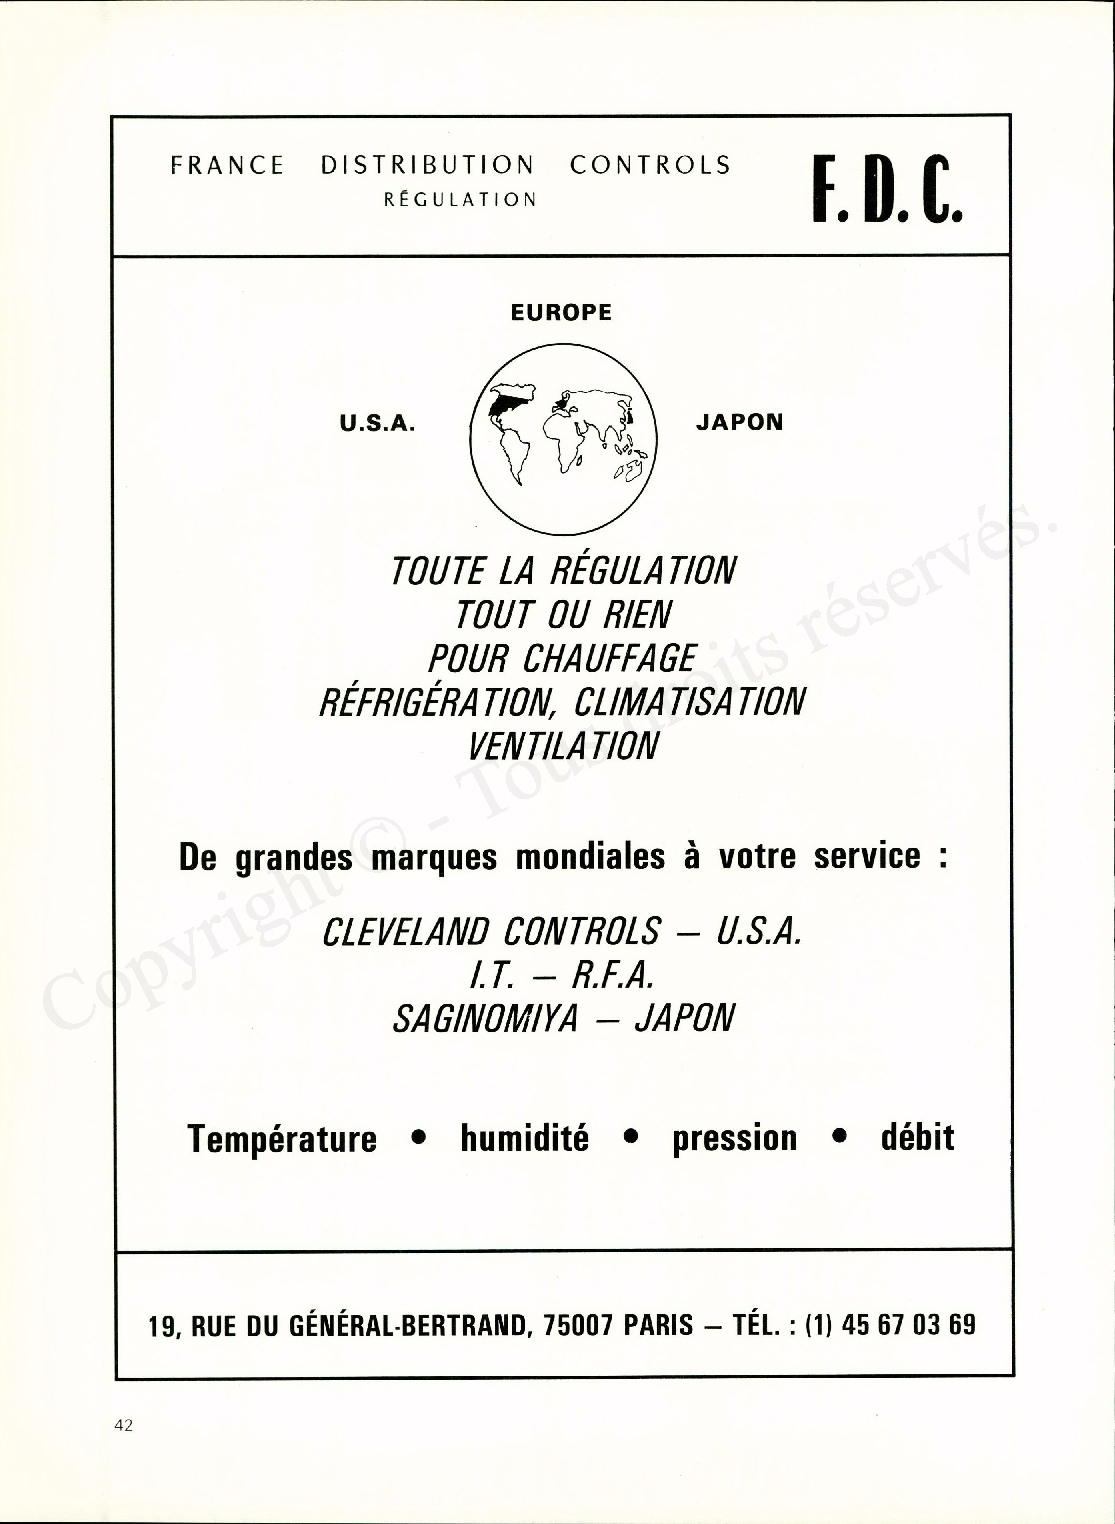 FRANCE DISTRIBUTION CONTROLS
RÉGULATION
F.D.C.
EUROPE
U.S.A.
JAPON
TOUTE LA RÉGULATION
TOUT OU RIEN
POUR CHAUFFAGE
RÉFRIGÉRATION, CLIMATISATION
VENTILATION
De grandes marques mondiales à votre service :
CLEVELAND CONTROLS – U.S.A.
I.T. – R.F.A.
SAGINOMIYA – JAPON
Température • humidité • pression • débit
19, RUE DU GÉNÉRAL-BERTRAND, 75007 PARIS – TÉL. : (1) 45 67 03 69
42
Copyright © - Tous droits réservés.